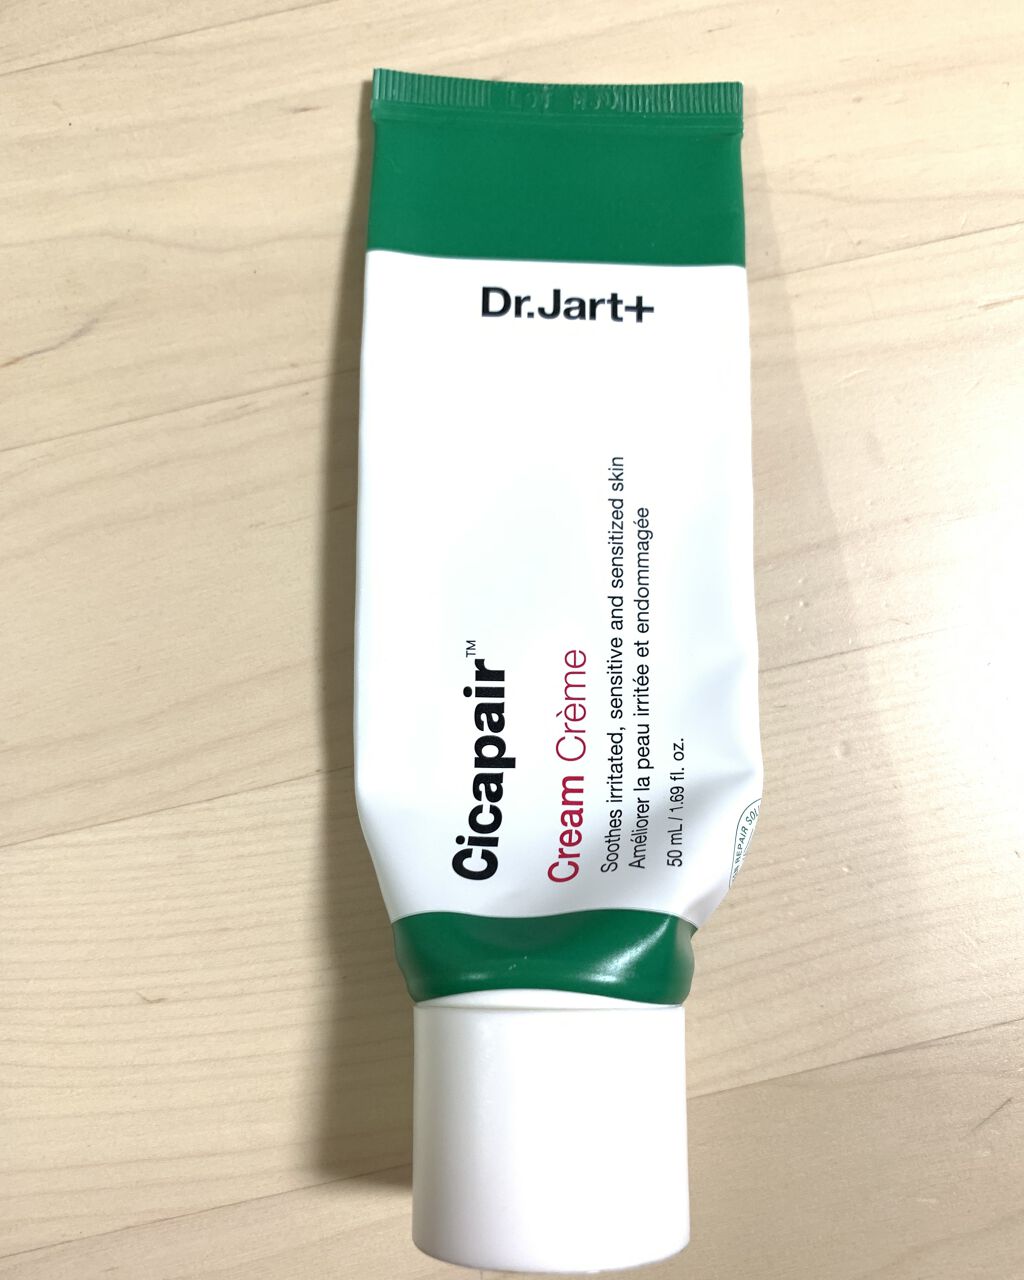 Dr.Jart+
Cicapair™
Cream Crème
Soothes irritated, sensitive and sensitized skin
Améliorer la peau irritée et endommagée
50 mL / 1.69 fl. oz.
REPAIR